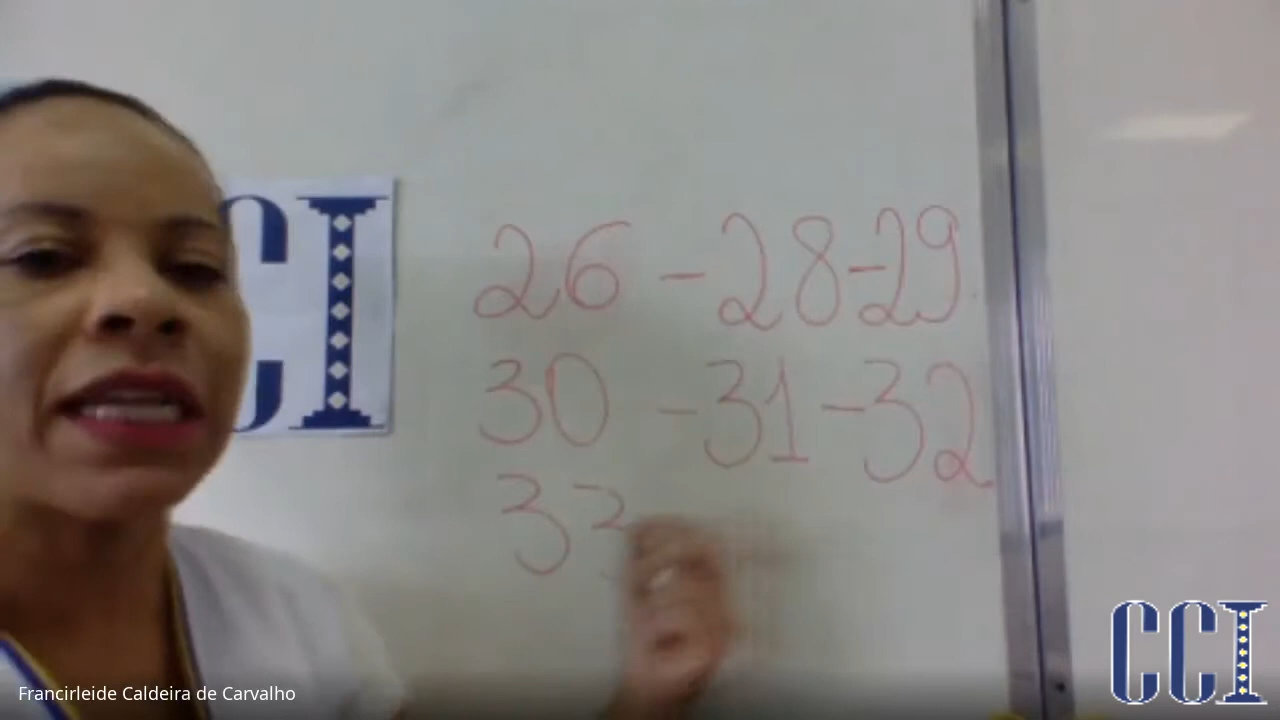 CI
26 - 28 - 29
30 - 31 - 32
33
Francirleide Caldeira de Carvalho
CCI